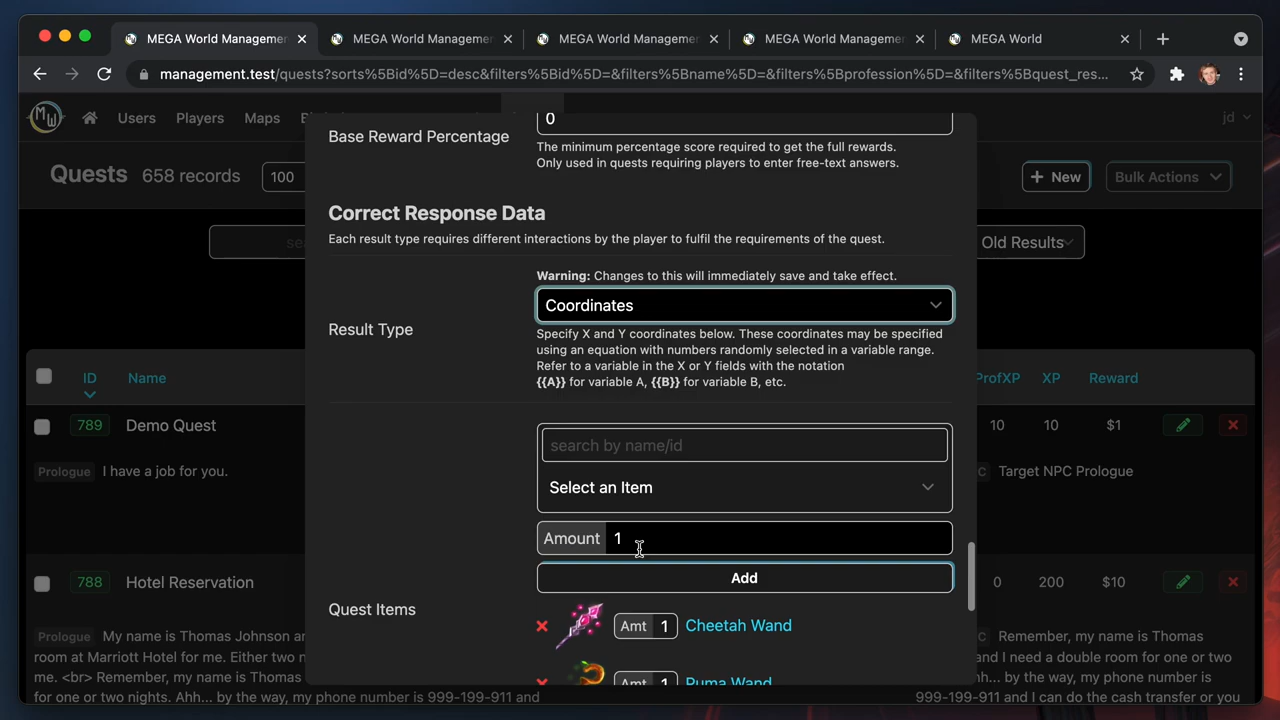 MEGA World Managemen
MEGA World Managemen
MEGA World Managemen
MEGA World Managemen
MEGA World
management.test/quests?sorts%5Bid%5D=desc&filters%5Bid%5D=&filters%5Bname%5D=&filters%5Bprofession%5D=&filters%5Bquest_res...
MW
Users
Players
Maps
jd
Quests
658 records
100
+ New
Bulk Actions
Old Results
Base Reward Percentage
0
The minimum percentage score required to get the full rewards.
Only used in quests requiring players to enter free-text answers.
Correct Response Data
Each result type requires different interactions by the player to fulfil the requirements of the quest.
Warning: Changes to this will immediately save and take effect.
Result Type
Coordinates
Specify X and Y coordinates below. These coordinates may be specified
using an equation with numbers randomly selected in a variable range.
Refer to a variable in the X or Y fields with the notation
{{A}} for variable A, {{B}} for variable B, etc.
search by name/id
Select an Item
Amount 1
Add
Quest Items
Amt 1 Cheetah Wand
Amt 1 Puma Wand
ID
Name
ProfXP
XP
Reward
789 Demo Quest
10 10 $1
Prologue I have a job for you.
Target NPC Prologue
788 Hotel Reservation
0 200 $10
Prologue My name is Thomas Johnson ar
room at Marriott Hotel for me. Either two n
<br> Remember, my name is Thomas
for one or two nights. Ahh... by the way, my phone number is 999-199-911 and
Remember, my name is Thomas
and I need a double room for one or two
nights. Ahh... by the way, my phone number is
999-199-911 and I can do the cash transfer or you